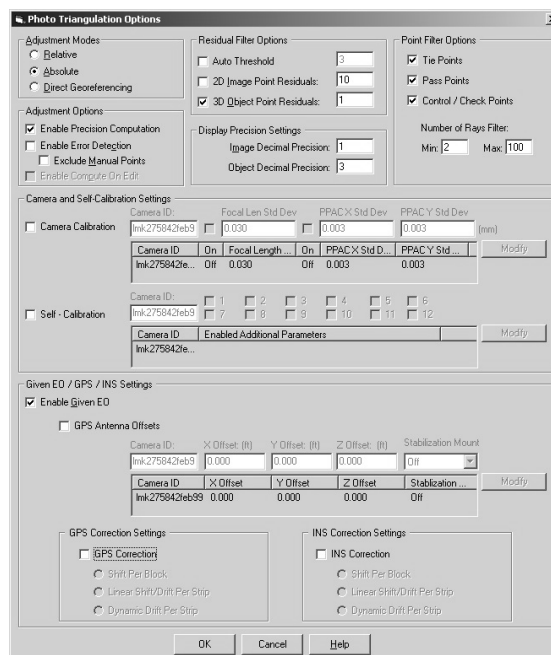 Photo Triangulation Options
Adjustment Modes
Relative
Absolute
Direct Georeferencing
Adjustment Options
Enable Precision Computation
Enable Error Detection
Exclude Manual Points
Enable Compute On Edit
Residual Filter Options
Auto Threshold 3
2D Image Point Residuals: 10
3D Object Point Residuals: 1
Display Precision Settings
Image Decimal Precision: 1
Object Decimal Precision: 3
Point Filter Options
Tie Points
Pass Points
Control / Check Points
Number of Rays Filter:
Min: 2 Max: 100
Camera and Self-Calibration Settings
Camera ID: Focal Len Std Dev PPAC X Std Dev PPAC Y Std Dev
Camera Calibration lmk275842feb9 0.030 0.003 0.003 (mm)
Camera ID On Focal Length ... On PPAC X Std D... PPAC Y Std ... Modify
lmk275842fe... Off 0.030 Off 0.003 0.003
Camera ID: 1 2 3 4 5 6
Self - Calibration lmk275842feb9 7 8 9 10 11 12
Camera ID Enabled Additional Parameters Modify
lmk275842fe...
Given EO / GPS / INS Settings
Enable Given EO
GPS Antenna Offsets
Camera ID: X Offset: (ft) Y Offset: (ft) Z Offset: (ft) Stabilization Mount
lmk275842feb9 0.000 0.000 0.000 Off
Camera ID X Offset Y Offset Z Offset Stablization ... Modify
lmk275842feb99 0.000 0.000 0.000 Off
GPS Correction Settings
GPS Correction
Shift Per Block
Linear Shift/Drift Per Strip
Dynamic Drift Per Strip
INS Correction Settings
INS Correction
Shift Per Block
Linear Shift/Drift Per Strip
Dynamic Drift Per Strip
OK Cancel Help